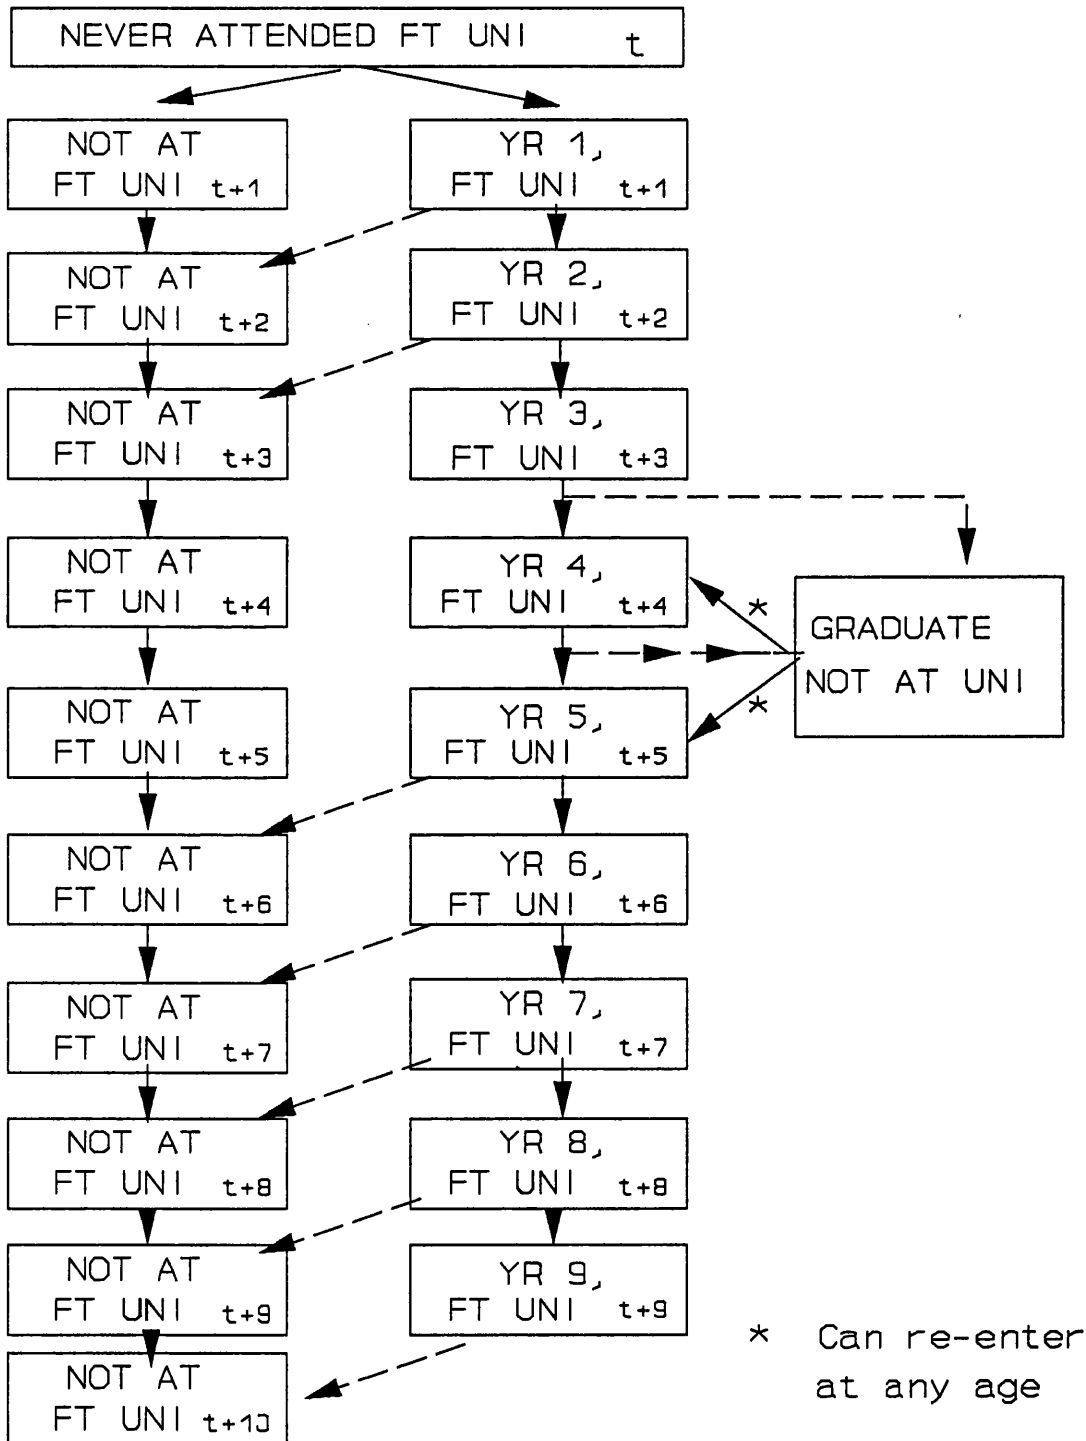 NEVER ATTENDED FT UNI t
NOT AT
FT UNI t+1
YR 1,
FT UNI t+1
NOT AT
FT UNI t+2
YR 2,
FT UNI t+2
NOT AT
FT UNI t+3
YR 3,
FT UNI t+3
NOT AT
FT UNI t+4
YR 4,
FT UNI t+4
*
GRADUATE
NOT AT UNI
*
NOT AT
FT UNI t+5
YR 5,
FT UNI t+5
NOT AT
FT UNI t+6
YR 6,
FT UNI t+6
NOT AT
FT UNI t+7
YR 7,
FT UNI t+7
NOT AT
FT UNI t+8
YR 8,
FT UNI t+8
NOT AT
FT UNI t+9
YR 9,
FT UNI t+9
NOT AT
FT UNI
* Can re-enter
at any age